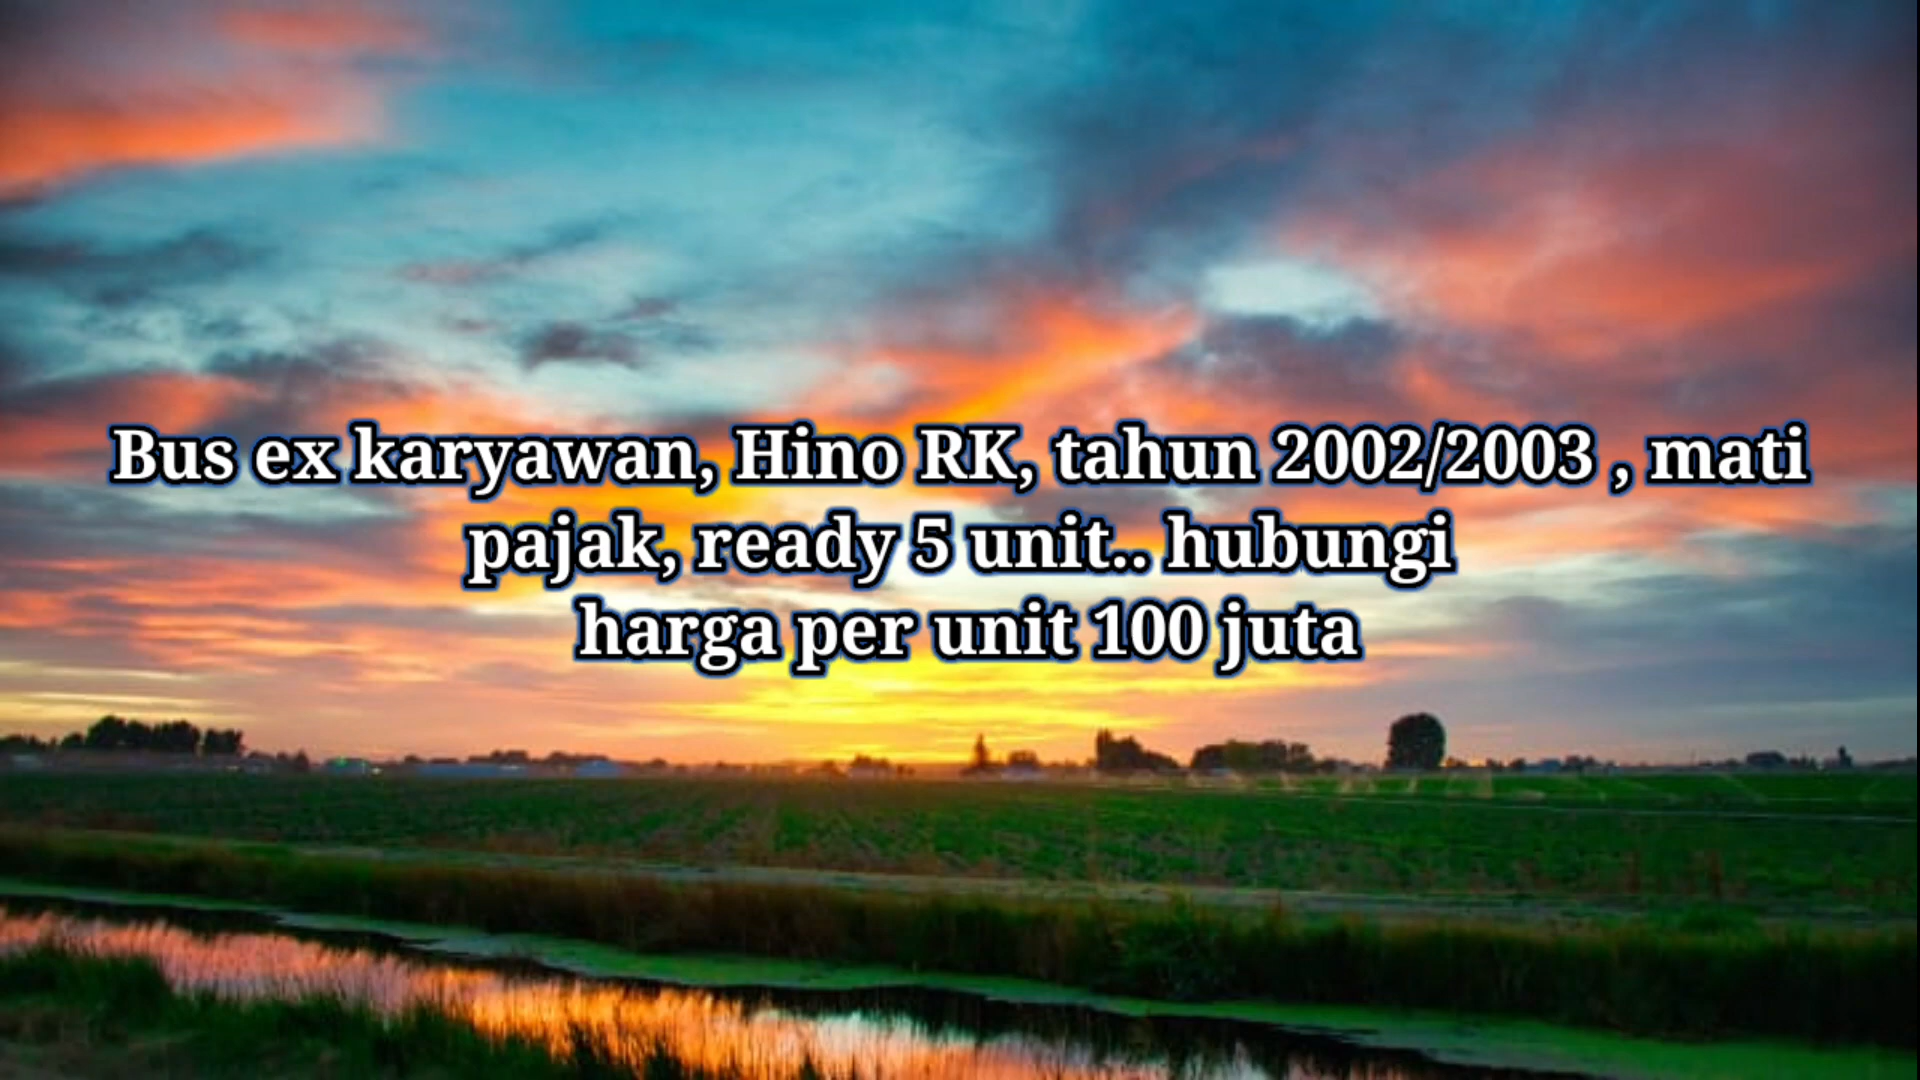 Bus ex karyawan, Hino RK, tahun 2002/2003 , mati
pajak, ready 5 unit.. hubungi
harga per unit 100 juta